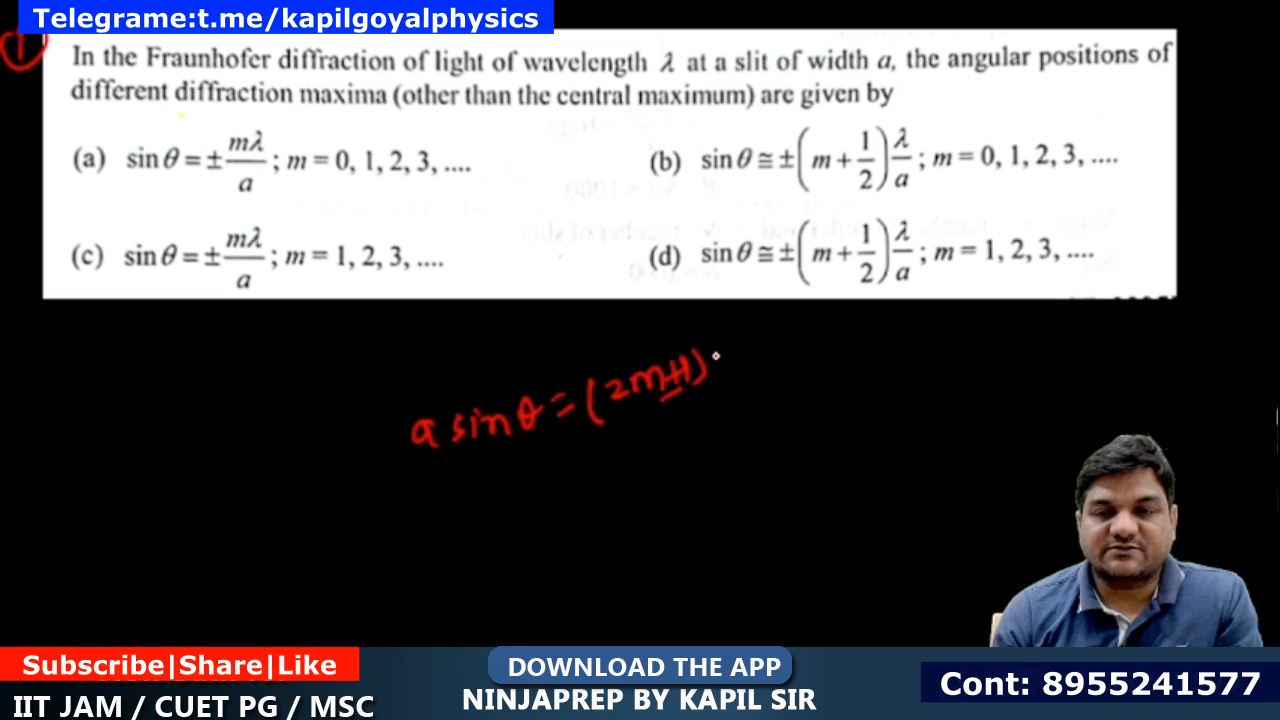 Telegrame:t.me/kapilgoyalphysics
①
In the Fraunhofer diffraction of light of wavelength λ at a slit of width a, the angular positions of
different diffraction maxima (other than the central maximum) are given by
(a) sin θ = ± mλ/a ; m = 0, 1, 2, 3, ....
(b) sin θ ≅ ± (m + 1/2) λ/a ; m = 0, 1, 2, 3, ....
(c) sin θ = ± mλ/a ; m = 1, 2, 3, ....
(d) sin θ ≅ ± (m + 1/2) λ/a ; m = 1, 2, 3, ....
a sin θ = (2m+1)
Subscribe|Share|Like
DOWNLOAD THE APP
Cont: 8955241577
IIT JAM / CUET PG / MSC
NINJAPREP BY KAPIL SIR